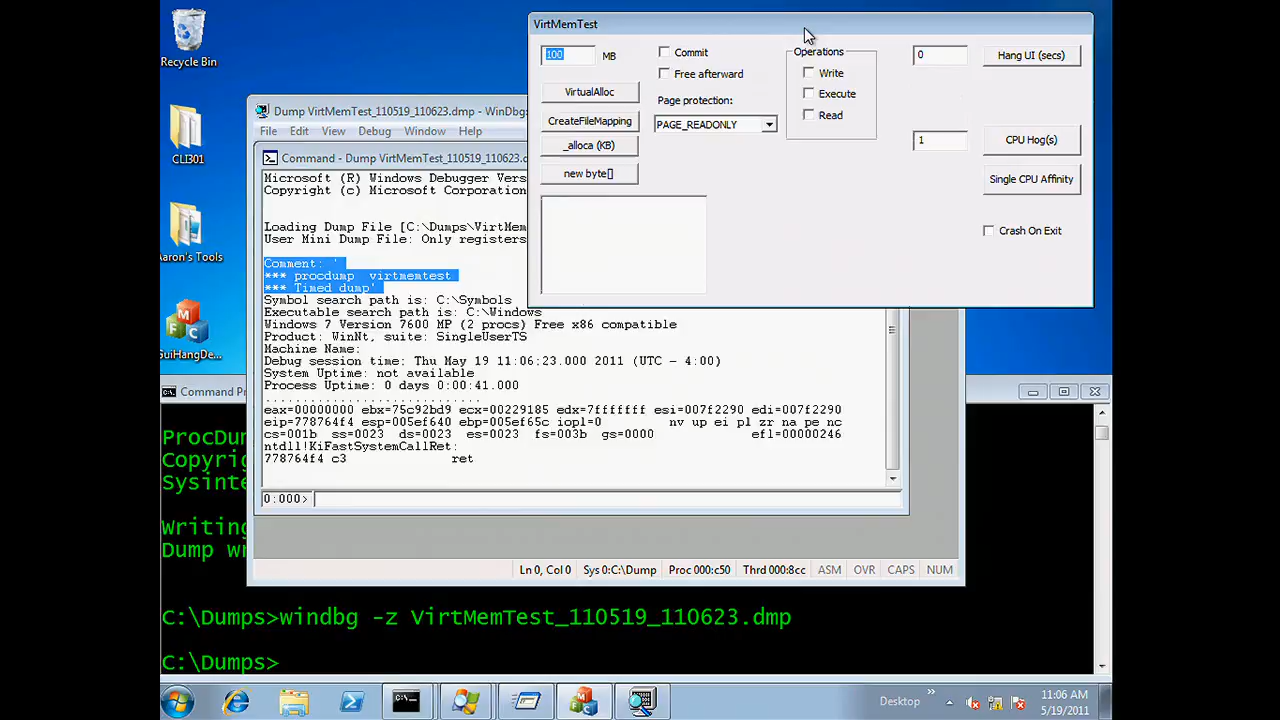 Recycle Bin
CLI301
Aaron's Tools
GuiHangDe...
VirtMemTest
100
MB
Commit
Free afterward
VirtualAlloc
CreateFileMapping
_alloca (KB)
new byte[]
Page protection:
PAGE_READONLY
Operations
Write
Execute
Read
0
Hang UI (secs)
1
CPU Hog(s)
Single CPU Affinity
Crash On Exit
Dump VirtMemTest_110519_110623.dmp - WinDbg:
File Edit View Debug Window Help
Command - Dump VirtMemTest_110519_110623.d
Microsoft (R) Windows Debugger Vers
Copyright (c) Microsoft Corporation
Loading Dump File [C:\Dumps\VirtMem
User Mini Dump File: Only registers
Comment: '
*** procdump virtmemtest
*** Timed dump'
Symbol search path is: C:\Symbols
Executable search path is: C:\Windows
Windows 7 Version 7600 MP (2 procs) Free x86 compatible
Product: WinNt, suite: SingleUserTS
Machine Name:
Debug session time: Thu May 19 11:06:23.000 2011 (UTC - 4:00)
System Uptime: not available
Process Uptime: 0 days 0:00:41.000
................................
eax=00000000 ebx=75c92bd9 ecx=00229185 edx=7fffffff esi=007f2290 edi=007f2290
eip=778764f4 esp=005ef640 ebp=005ef65c iopl=0 nv up ei pl zr na pe nc
cs=001b ss=0023 ds=0023 es=0023 fs=003b gs=0000 efl=00000246
ntdll!KiFastSystemCallRet:
778764f4 c3 ret
0:000>
Ln 0, Col 0 Sys 0:C:\Dump Proc 000:c50 Thrd 000:8cc ASM OVR CAPS NUM
Command Pr
ProcDum
Copyrig
Sysinte
Writing
Dump wr
C:\Dumps>windbg -z VirtMemTest_110519_110623.dmp
C:\Dumps>
Desktop
11:06 AM
5/19/2011